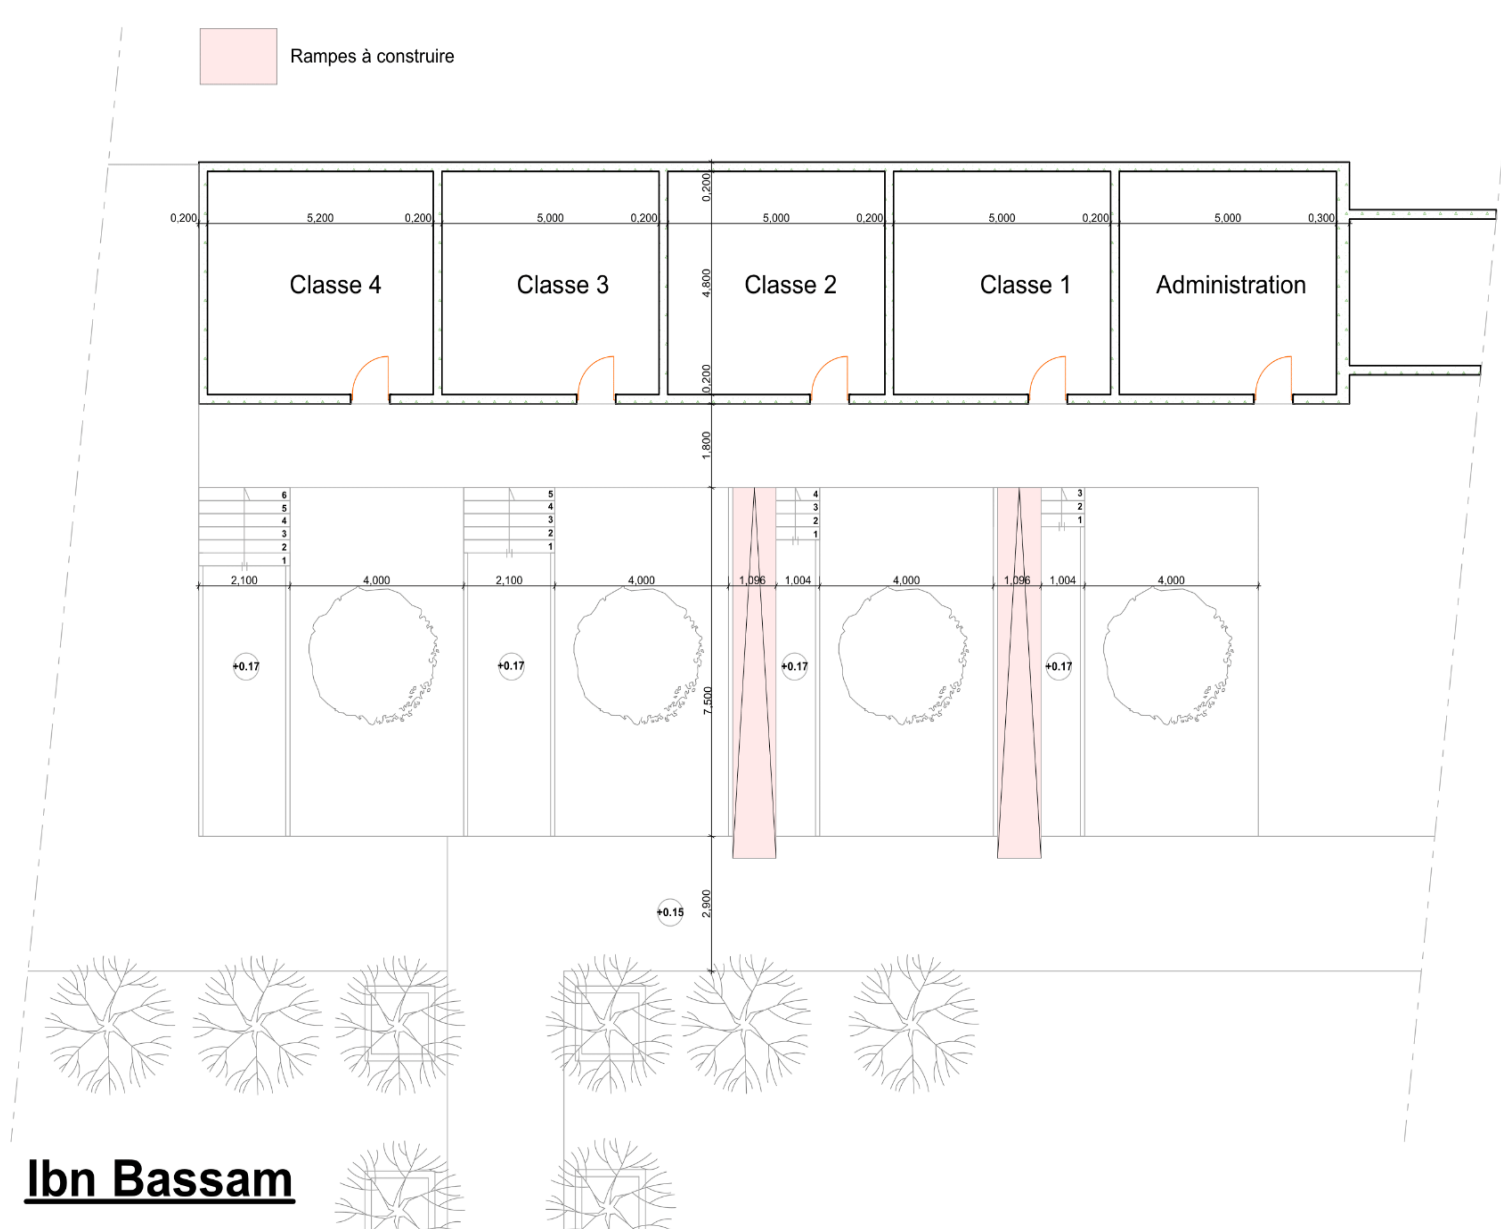 Rampes à construire
0,200
0,200 5,200 0,200 5,000 0,200 5,000 0,200 5,000 0,200 5,000 0,300
Classe 4 Classe 3 4.800 Classe 2 Classe 1 Administration
0,200
1.800
6 5 4 3
5 4 3 2
4 3 2 1
3 2 1
2 1
1
2,100 4,000 2,100 4,000 1,096 1,004 4,000 1,096 1,004 4,000
+0.17 +0.17 +0.17 +0.17
7,500
+0.15 2,900
Ibn Bassam